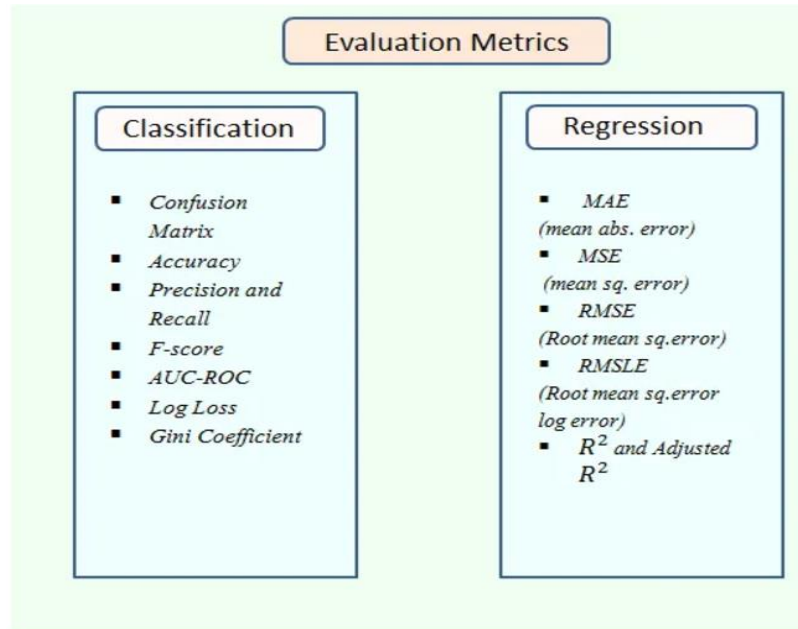 Evaluation Metrics
Classification
▪ Confusion
Matrix
▪ Accuracy
▪ Precision and
Recall
▪ F-score
▪ AUC-ROC
▪ Log Loss
▪ Gini Coefficient
Regression
▪ MAE
(mean abs. error)
▪ MSE
(mean sq. error)
▪ RMSE
(Root mean sq.error)
▪ RMSLE
(Root mean sq.error
log error)
▪ R² and Adjusted
R²